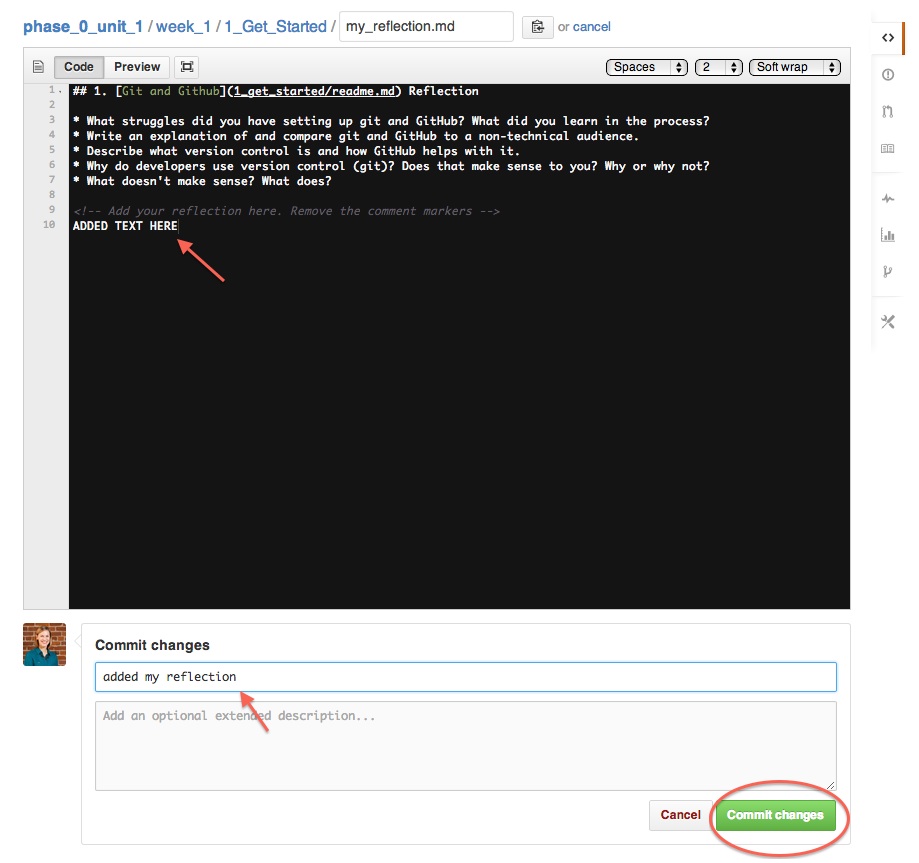 phase_0_unit_1 / week_1 / 1_Get_Started / my_reflection.md or cancel
Code Preview Spaces 2 Soft wrap
1 ## 1. [Git and Github](1_get_started/readme.md) Reflection
2
3 * What struggles did you have setting up git and GitHub? What did you learn in the process?
4 * Write an explanation of and compare git and GitHub to a non-technical audience.
5 * Describe what version control is and how GitHub helps with it.
6 * Why do developers use version control (git)? Does that make sense to you? Why or why not?
7 * What doesn't make sense? What does?
8
9 <!-- Add your reflection here. Remove the comment markers -->
10 ADDED TEXT HERE
Commit changes
added my reflection
Add an optional extended description...
Cancel Commit changes